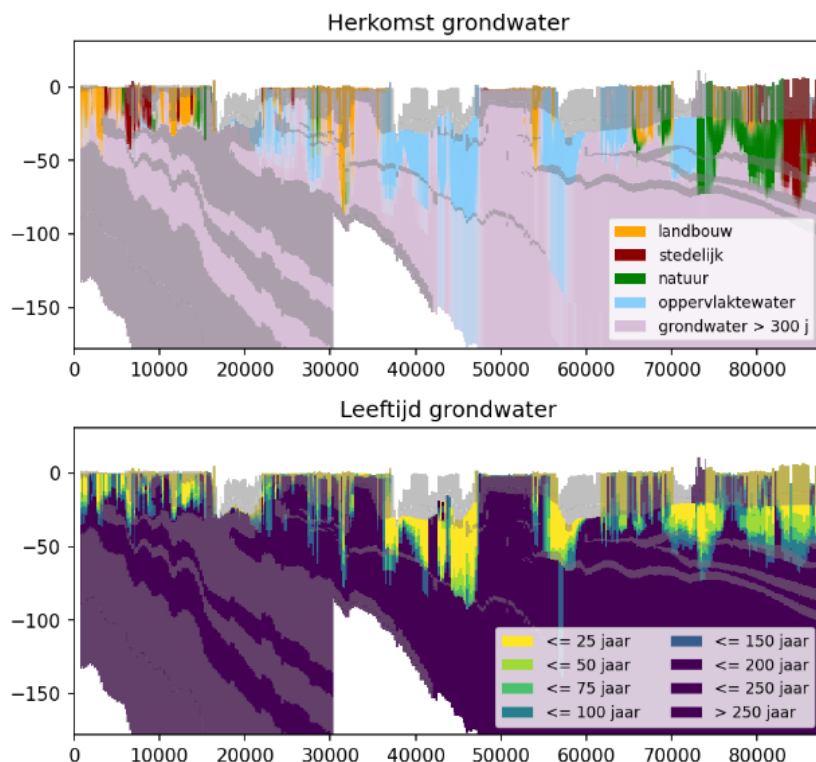 Herkomst grondwater
0
−50
−100
−150
landbouw
stedelijk
natuur
oppervlaktewater
grondwater > 300 j
0 10000 20000 30000 40000 50000 60000 70000 80000
Leeftijd grondwater
0
−50
−100
−150
<= 25 jaar <= 150 jaar
<= 50 jaar <= 200 jaar
<= 75 jaar <= 250 jaar
<= 100 jaar > 250 jaar
0 10000 20000 30000 40000 50000 60000 70000 80000